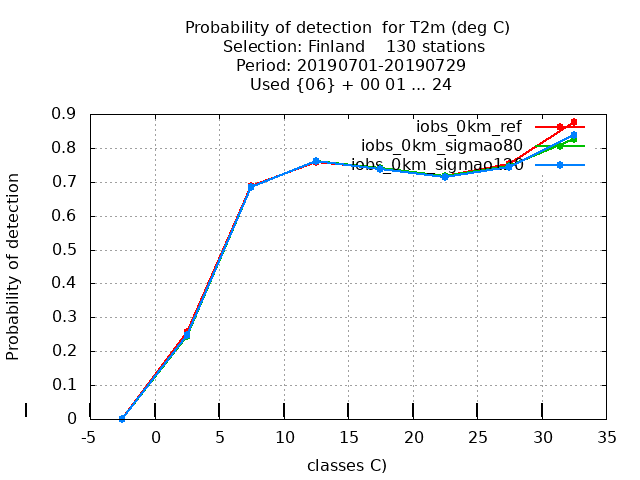 Probability of detection  for T2m (deg C)
Selection: Finland    130 stations
Period: 20190701-20190729
Used {06} + 00 01 ... 24
Probability of detection
0.9
0.8
0.7
0.6
0.5
0.4
0.3
0.2
0.1
0
iobs_0km_ref
iobs_0km_sigmao80
iobs_0km_sigmao120
-5
0
5
10
15
20
25
30
35
classes C)